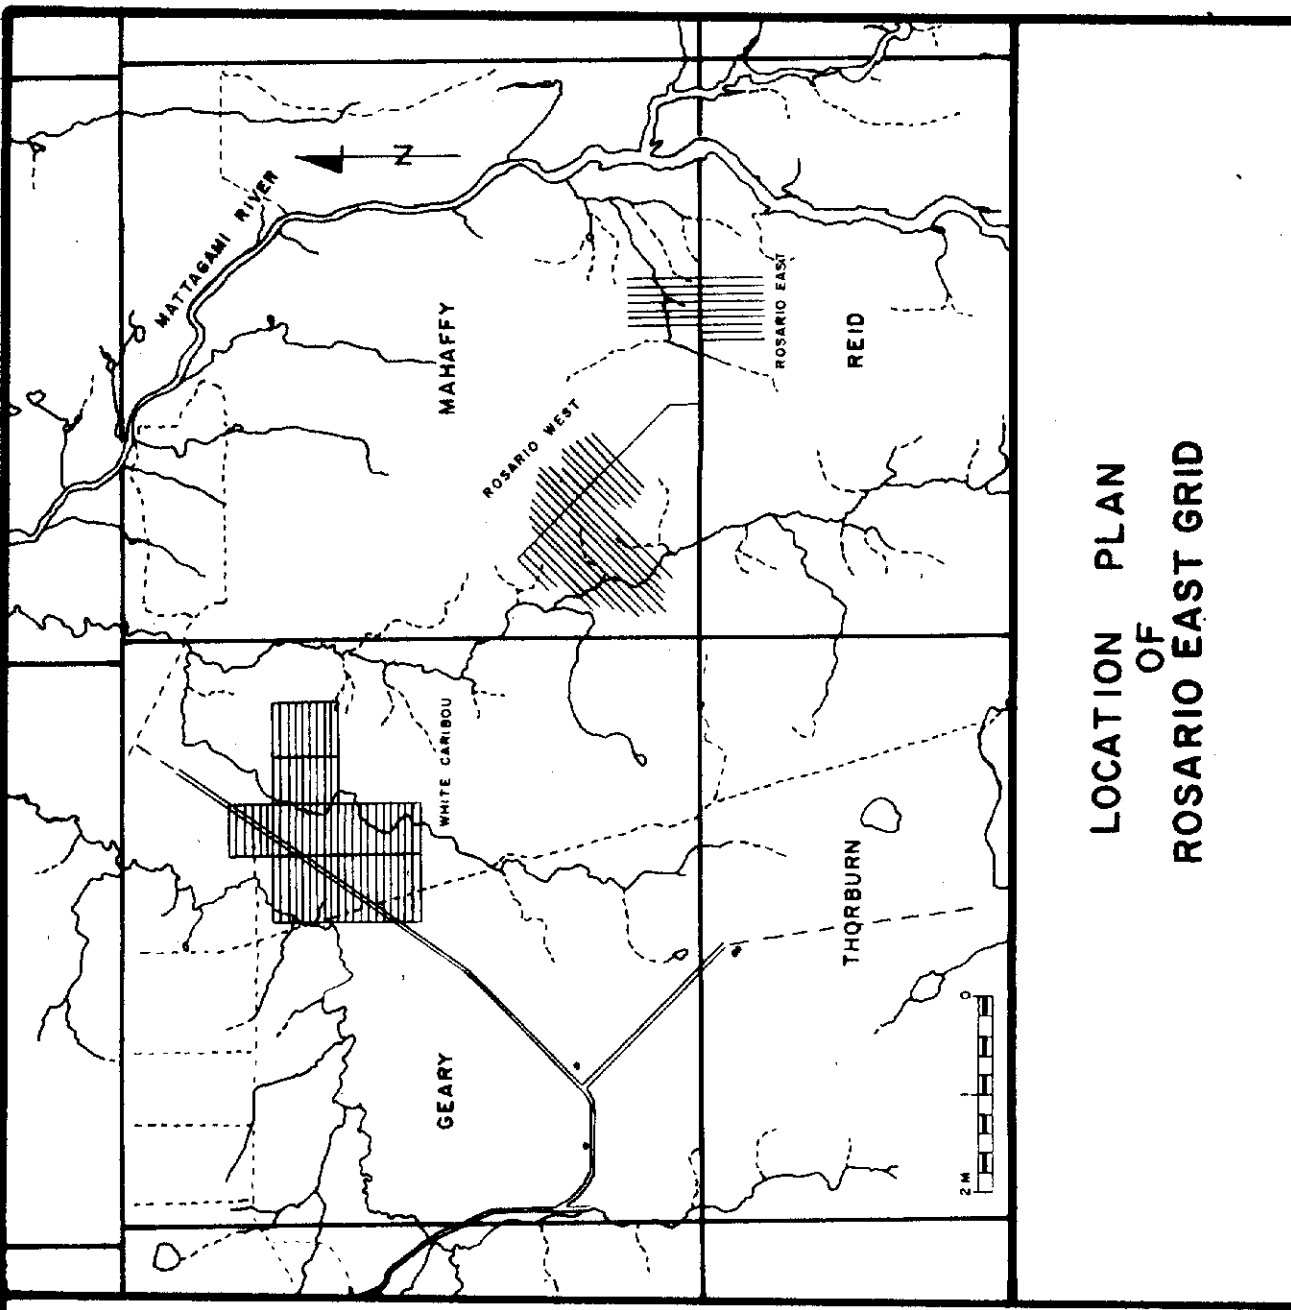 MATTAGAMI RIVER
N
MAHAFFY
ROSARIO EAST
REID
ROSARIO WEST
WHITE CARIBOU
THORBURN
GEARY
2 M 1 0
LOCATION PLAN
OF
ROSARIO EAST GRID